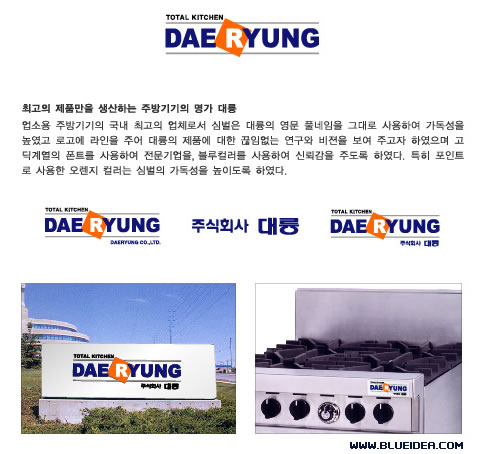 TOTAL KITCHEN
DAERYUNG
최고의 제품만을 생산하는 주방기기의 명가 대륭
업소용 주방기기의 국내 최고의 업체로서 심벌은 대륭의 영문 풀네임을 그대로 사용하여 가독성을
높였고 로고에 라인을 주어 대륭의 제품에 대한 끊임없는 연구와 비젼을 보여 주고자 하였으며 고
딕계열의 폰트를 사용하여 전문기업을, 블루컬러를 사용하여 신뢰감을 주도록 하였다. 특히 포인트
로 사용한 오렌지 컬러는 심벌의 가독성을 높이도록 하였다.
TOTAL KITCHEN
DAERYUNG
DAERYUNG CO.,LTD.
주식회사 대륭
TOTAL KITCHEN
DAERYUNG
주식회사 대륭
TOTAL KITCHEN
DAERYUNG
주식회사 대륭
DAERYUNG
WWW.BLUEIDEA.COM